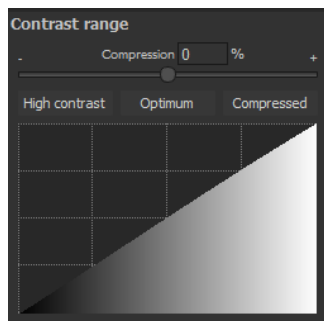 Contrast range
Compression 0 %
- +
High contrast Optimum Compressed